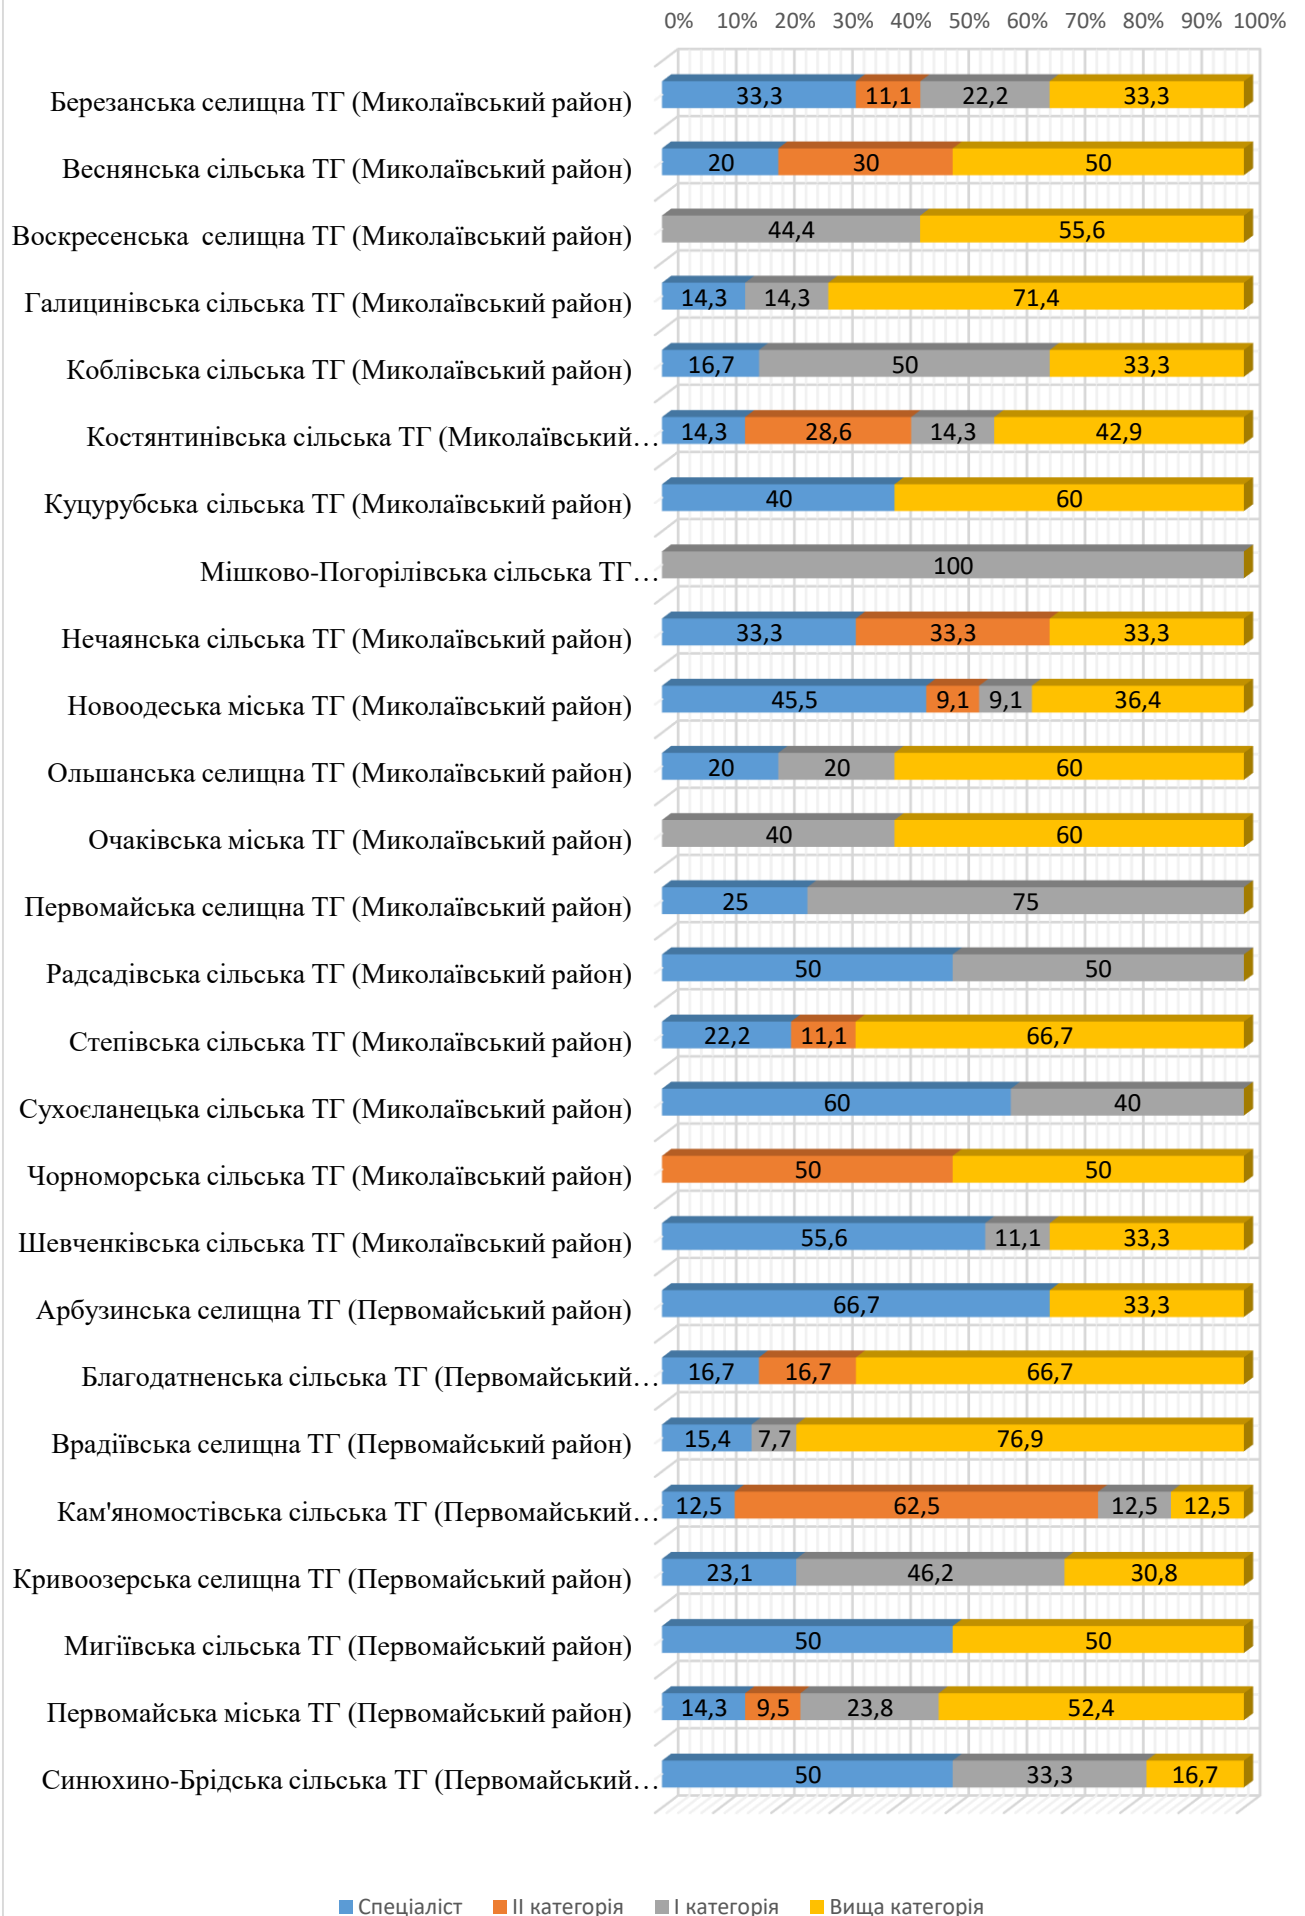 0% 10% 20% 30% 40% 50% 60% 70% 80% 90% 100%
Березанська селищна ТГ (Миколаївський район) 33,3 11,1 22,2 33,3
Веснянська сільська ТГ (Миколаївський район) 20 30 50
Воскресенська селищна ТГ (Миколаївський район) 44,4 55,6
Галицинівська сільська ТГ (Миколаївський район) 14,3 14,3 71,4
Коблівська сільська ТГ (Миколаївський район) 16,7 50 33,3
Костянтинівська сільська ТГ (Миколаївський… 14,3 28,6 14,3 42,9
Куцурубська сільська ТГ (Миколаївський район) 40 60
Мішково-Погорілівська сільська ТГ… 100
Нечаянська сільська ТГ (Миколаївський район) 33,3 33,3 33,3
Новоодеська міська ТГ (Миколаївський район) 45,5 9,1 9,1 36,4
Ольшанська селищна ТГ (Миколаївський район) 20 20 60
Очаківська міська ТГ (Миколаївський район) 40 60
Первомайська селищна ТГ (Миколаївський район) 25 75
Радсадівська сільська ТГ (Миколаївський район) 50 50
Степівська сільська ТГ (Миколаївський район) 22,2 11,1 66,7
Сухоєланецька сільська ТГ (Миколаївський район) 60 40
Чорноморська сільська ТГ (Миколаївський район) 50 50
Шевченківська сільська ТГ (Миколаївський район) 55,6 11,1 33,3
Арбузинська селищна ТГ (Первомайський район) 66,7 33,3
Благодатненська сільська ТГ (Первомайський… 16,7 16,7 66,7
Врадіївська селищна ТГ (Первомайський район) 15,4 7,7 76,9
Кам'яномостівська сільська ТГ (Первомайський… 12,5 62,5 12,5 12,5
Кривоозерська селищна ТГ (Первомайський район) 23,1 46,2 30,8
Мигіївська сільська ТГ (Первомайський район) 50 50
Первомайська міська ТГ (Первомайський район) 14,3 9,5 23,8 52,4
Синюхино-Брідська сільська ТГ (Первомайський… 50 33,3 16,7
Спеціаліст ІІ категорія І категорія Вища категорія